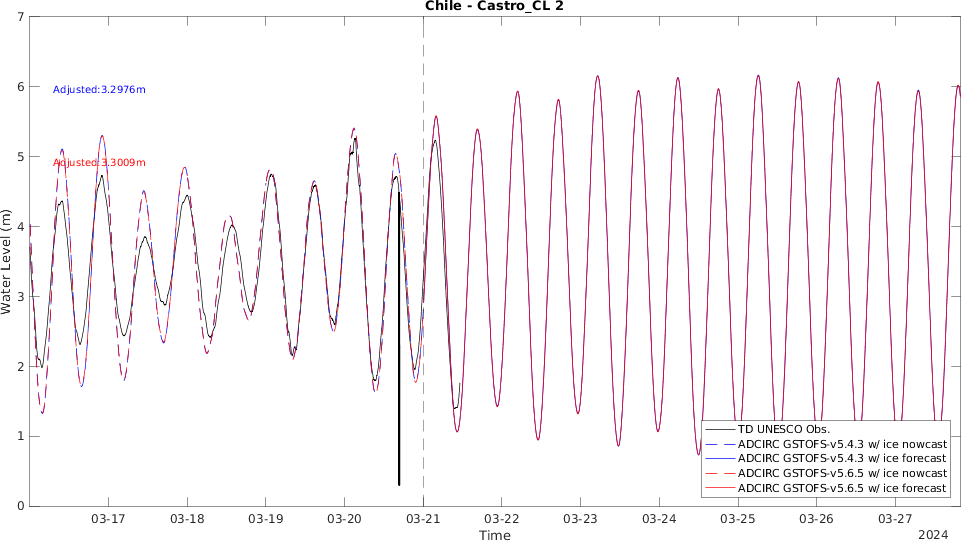 Chile - Castro_CL 2
7
6
5
4
3
2
1
0
Water Level (m)
Adjusted:3.2976m
Adjusted:3.3009m
TD UNESCO Obs.
ADCIRC GSTOFS-v5.4.3 w/ ice nowcast
ADCIRC GSTOFS-v5.4.3 w/ ice forecast
ADCIRC GSTOFS-v5.6.5 w/ ice nowcast
ADCIRC GSTOFS-v5.6.5 w/ ice forecast
03-17 03-18 03-19 03-20 03-21 03-22 03-23 03-24 03-25 03-26 03-27
Time
2024